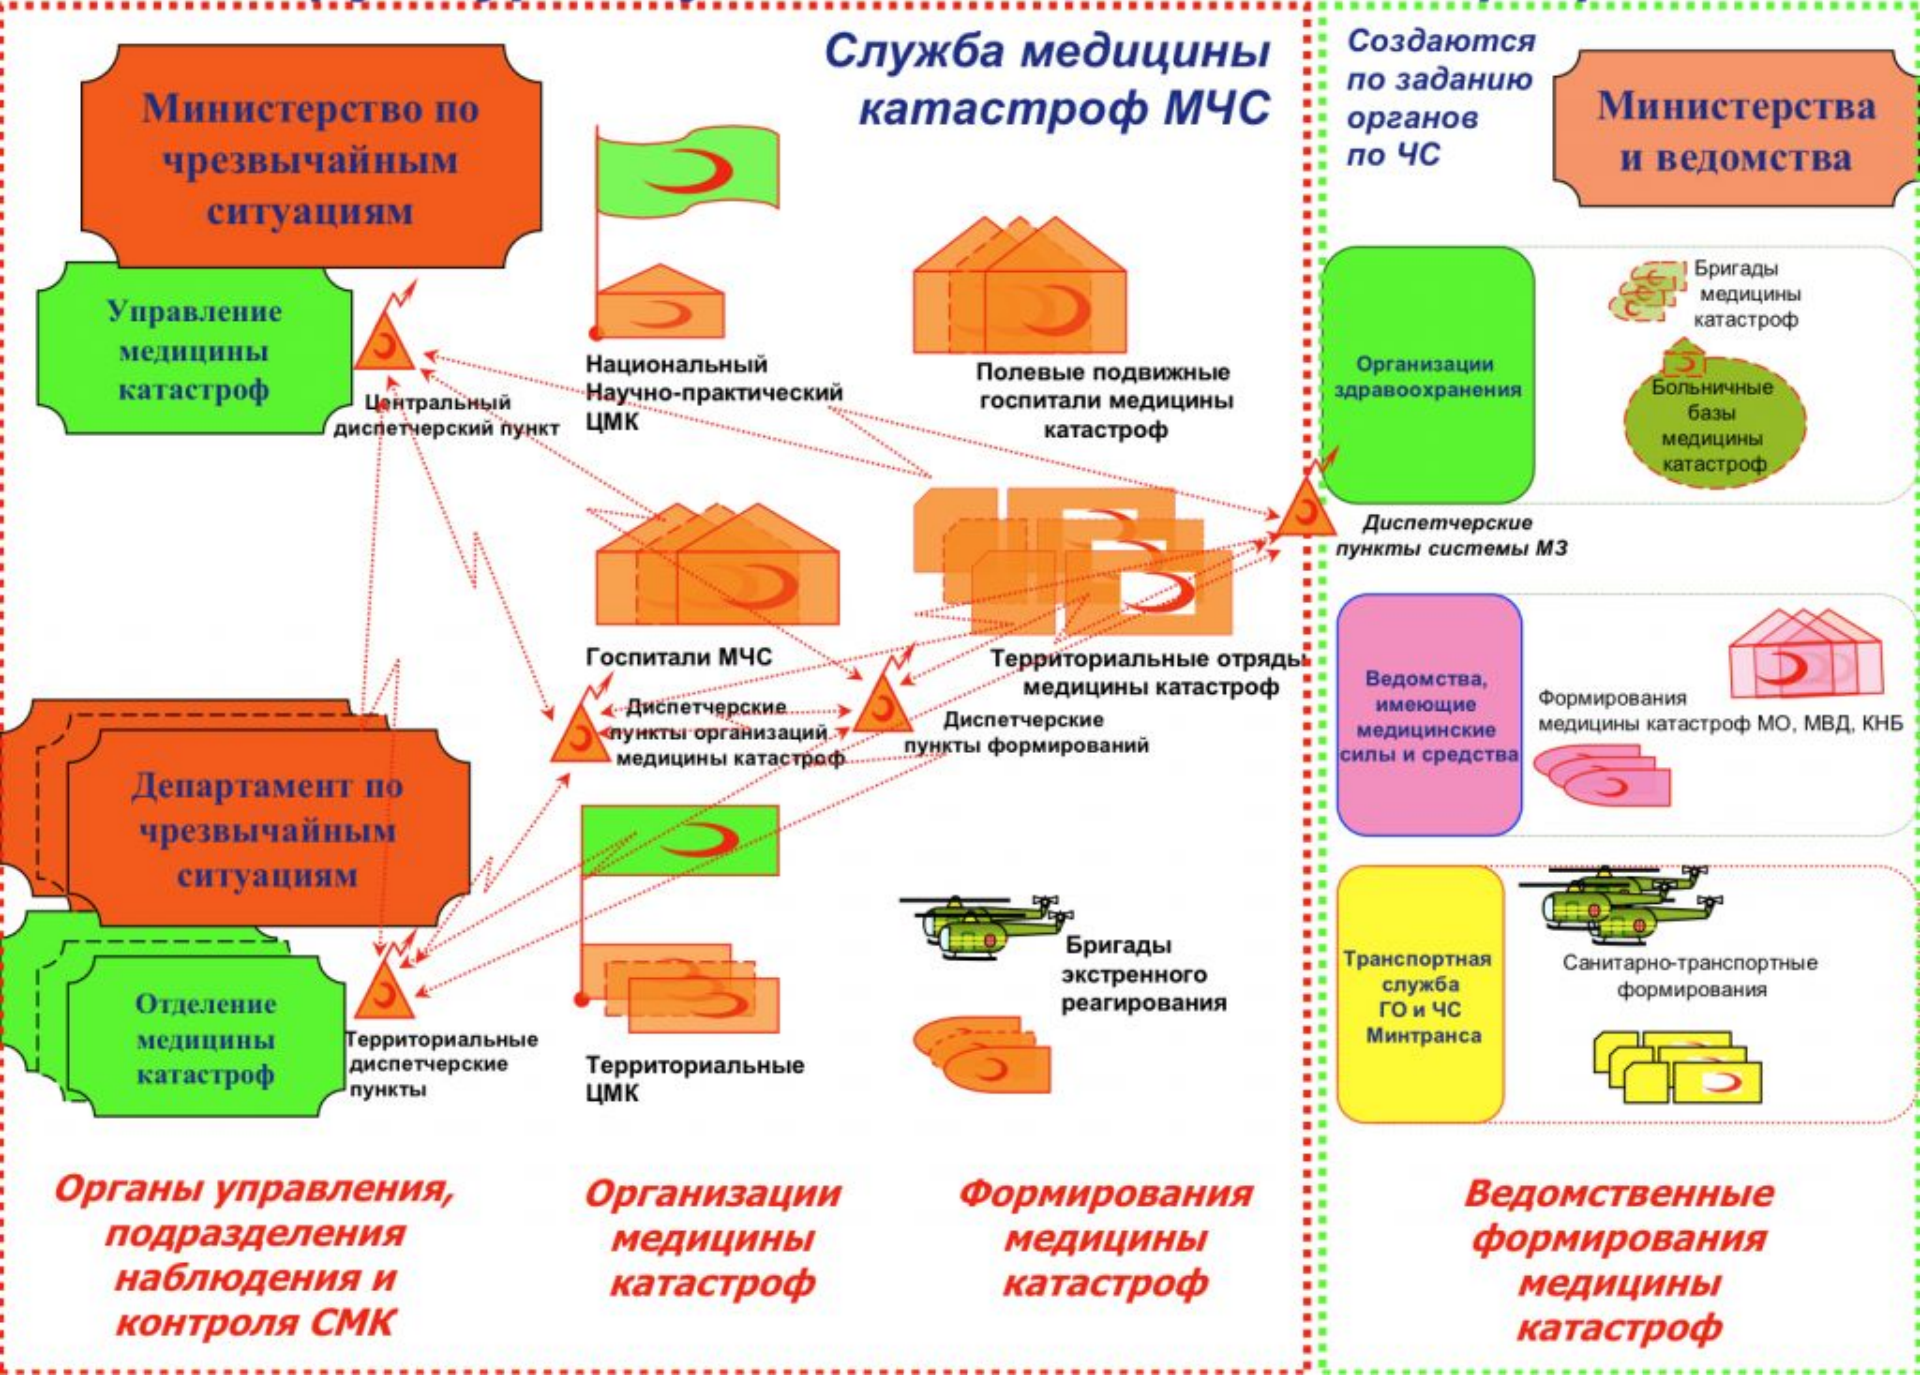 Служба медицины
катастроф МЧС
Министерство по
чрезвычайным
ситуациям
Управление
медицины
катастроф
Центральный
диспетчерский пункт
Национальный
Научно-практический
ЦМК
Полевые подвижные
госпитали медицины
катастроф
Госпитали МЧС
Территориальные отряды
медицины катастроф
Диспетчерские
пункты организаций
медицины катастроф
Диспетчерские
пункты формирований
Департамент по
чрезвычайным
ситуациям
Отделение
медицины
катастроф
Территориальные
диспетчерские
пункты
Территориальные
ЦМК
Бригады
экстренного
реагирования
Органы управления,
подразделения
наблюдения и
контроля СМК
Организации
медицины
катастроф
Формирования
медицины
катастроф
Создаются
по заданию
органов
по ЧС
Министерства
и ведомства
Организации
здравоохранения
Бригады
медицины
катастроф
Больничные
базы
медицины
катастроф
Диспетчерские
пункты системы МЗ
Ведомства,
имеющие
медицинские
силы и средства
Формирования
медицины катастроф МО, МВД, КНБ
Транспортная
служба
ГО и ЧС
Минтранса
Санитарно-транспортные
формирования
Ведомственные
формирования
медицины
катастроф